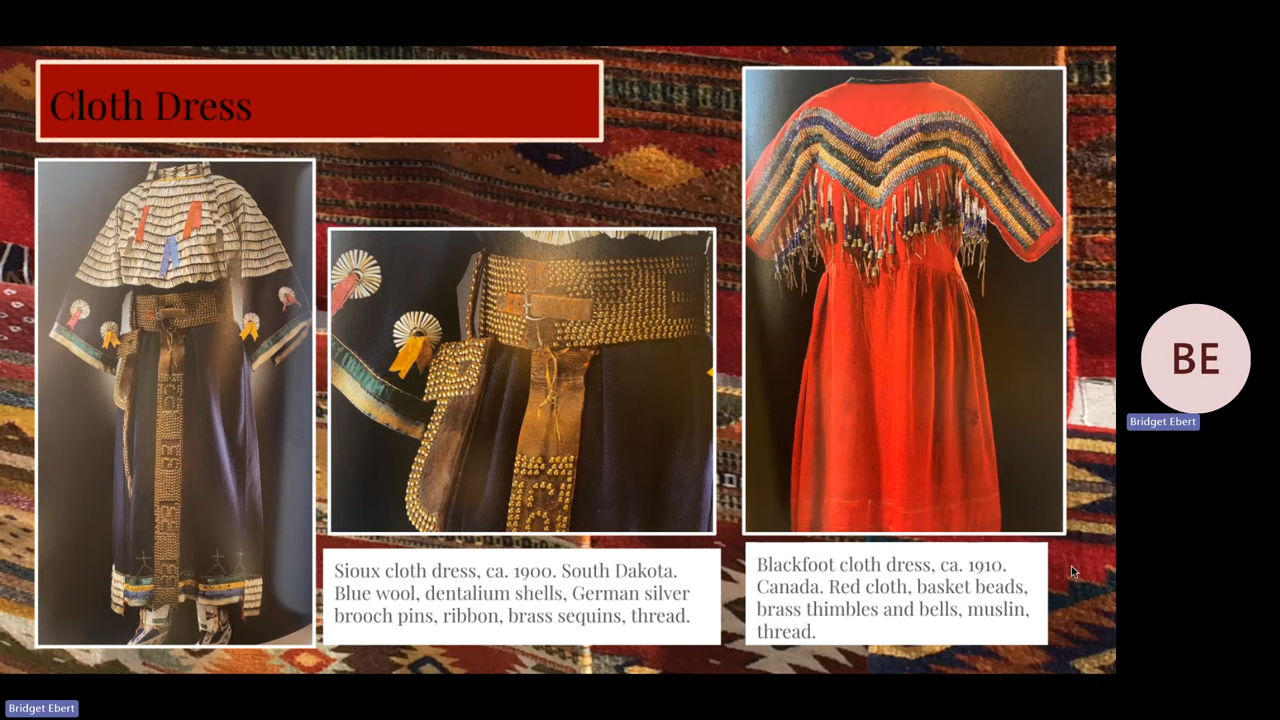 Cloth Dress
Sioux cloth dress, ca. 1900. South Dakota.
Blue wool, dentalium shells, German silver
brooch pins, ribbon, brass sequins, thread.
Blackfoot cloth dress, ca. 1910.
Canada. Red cloth, basket beads,
brass thimbles and bells, muslin,
thread.
BE
Bridget Ebert
Bridget Ebert